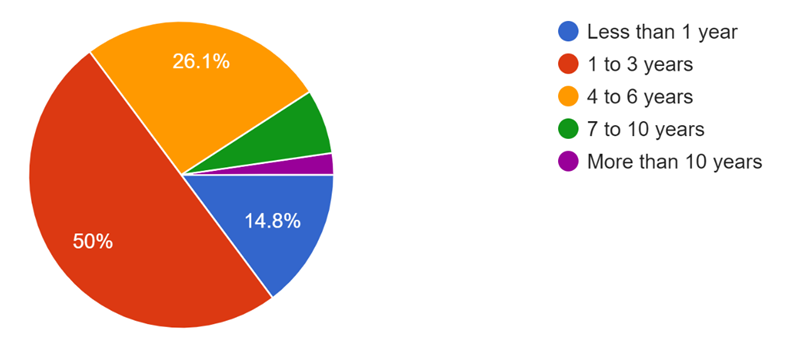 26.1%
14.8%
50%
Less than 1 year
1 to 3 years
4 to 6 years
7 to 10 years
More than 10 years